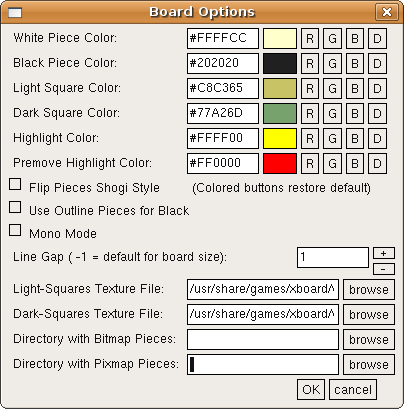 Board Options
White Piece Color: #FFFFCC R G B D
Black Piece Color: #202020 R G B D
Light Square Color: #C8C365 R G B D
Dark Square Color: #77A26D R G B D
Highlight Color: #FFFF00 R G B D
Premove Highlight Color: #FF0000 R G B D
Flip Pieces Shogi Style (Colored buttons restore default)
Use Outline Pieces for Black
Mono Mode
Line Gap ( -1 = default for board size): 1 + -
Light-Squares Texture File: /usr/share/games/xboard/ browse
Dark-Squares Texture File: /usr/share/games/xboard/ browse
Directory with Bitmap Pieces: browse
Directory with Pixmap Pieces: browse
OK cancel